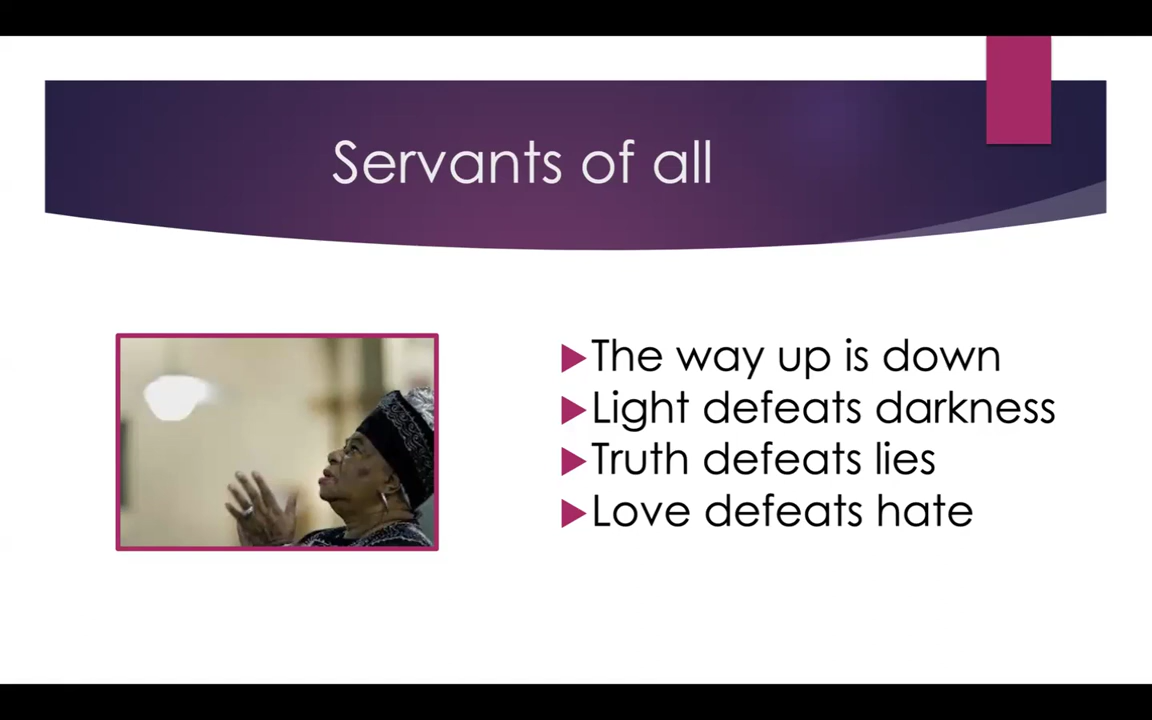 Servants of all
The way up is down
Light defeats darkness
Truth defeats lies
Love defeats hate